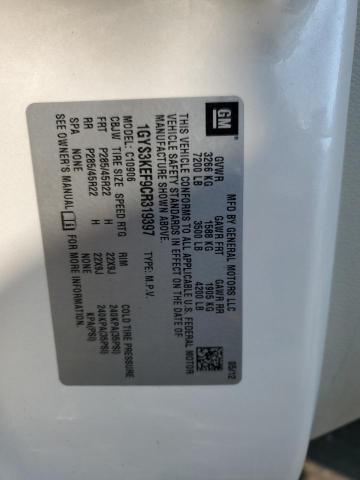 GM
MFD BY GENERAL MOTORS LLC 05/12
GVWR GAWR FRT GAWR RR
3266 KG 1588 KG 1905 KG
7200 LB 3500 LB 4200 LB
THIS VEHICLE CONFORMS TO ALL APPLICABLE U.S. FEDERAL MOTOR
VEHICLE SAFETY STANDARDS IN EFFECT ON THE DATE OF
MANUFACTURE SHOWN ABOVE.
1GYS3KEF9CR319397 TYPE: M.P.V.
MODEL: C10906
CBJW TIRE SIZE SPEED RTG RIM COLD TIRE PRESSURE
KPA(PSI)
FRT P285/45R22 H 22X9J 240KPA(35PSI)
RR P285/45R22 H 22X9J 240KPA(35PSI)
SPA NONE NONE
SEE OWNER'S MANUAL